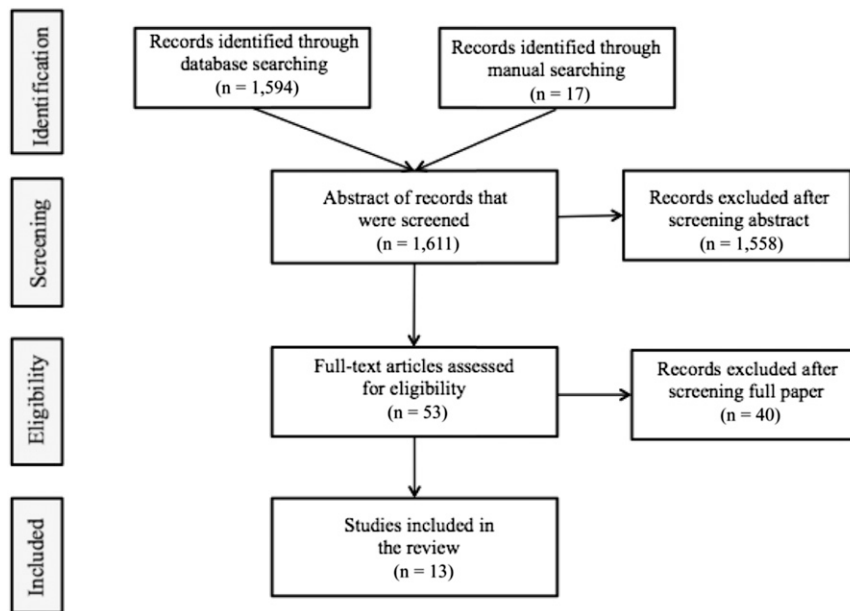 Identification
Records identified through
database searching
(n = 1,594)
Records identified through
manual searching
(n = 17)
Screening
Abstract of records that
were screened
(n = 1,611)
Records excluded after
screening abstract
(n = 1,558)
Eligibility
Full-text articles assessed
for eligibility
(n = 53)
Records excluded after
screening full paper
(n = 40)
Included
Studies included in
the review
(n = 13)